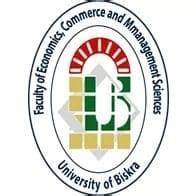 Faculty of Economics, Commerce and Mmanagement Sciences
University of Biskra